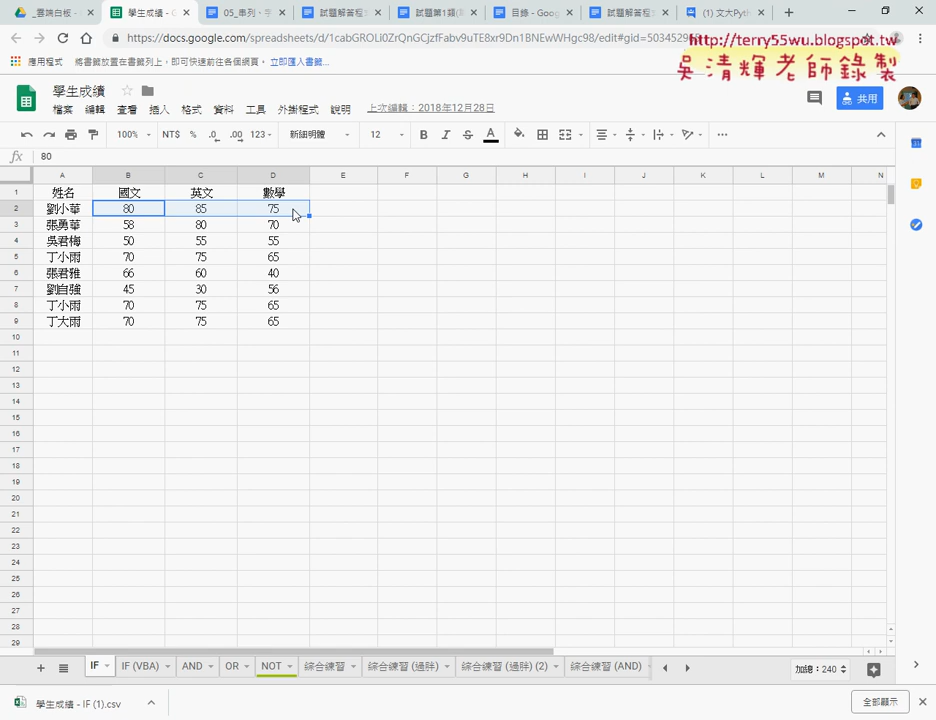 _雲端白板 -
學生成績 - G
05_串列、字
試題解答程
試題第1類(
目錄 - Goog
試題解答程
(1) 文大Pyth
https://docs.google.com/spreadsheets/d/1cabGROLi0ZrQnGCjzfFabv9uTE8xr9Dn1BNEwWHgc98/edit#gid=50345295
http://terry55wu.blogspot.tw
吳清輝老師錄製
應用程式 將書籤放置在書籤列上，即可快速前往各個網頁。 立即匯入書籤...
學生成績
檔案 編輯 查看 插入 格式 資料 工具 外掛程式 說明 上次編輯：2018年12月28日
共用
100% NT$ % .0 .00 123 新細明體 12 B I S A
fx 80
A B C D E F G H I J K L M N
1 姓名 國文 英文 數學
2 劉小華 80 85 75
3 張勇華 58 80 70
4 吳君梅 50 55 55
5 丁小雨 70 75 65
6 張君雅 66 60 40
7 劉自強 45 30 56
8 丁小雨 70 75 65
9 丁大雨 70 75 65
10
11
12
13
14
15
16
17
18
19
20
21
22
23
24
25
26
27
28
29
IF IF (VBA) AND OR NOT 綜合練習 綜合練習 (過胖) 綜合練習 (過胖) (2) 綜合練習 (AND) 加總：240
學生成績 - IF (1).csv
全部顯示